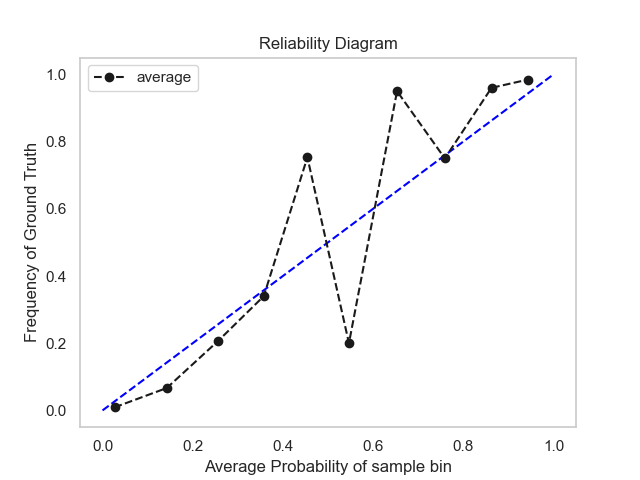 Reliability Diagram
average
Frequency of Ground Truth
1.0
0.8
0.6
0.4
0.2
0.0
0.0 0.2 0.4 0.6 0.8 1.0
Average Probability of sample bin